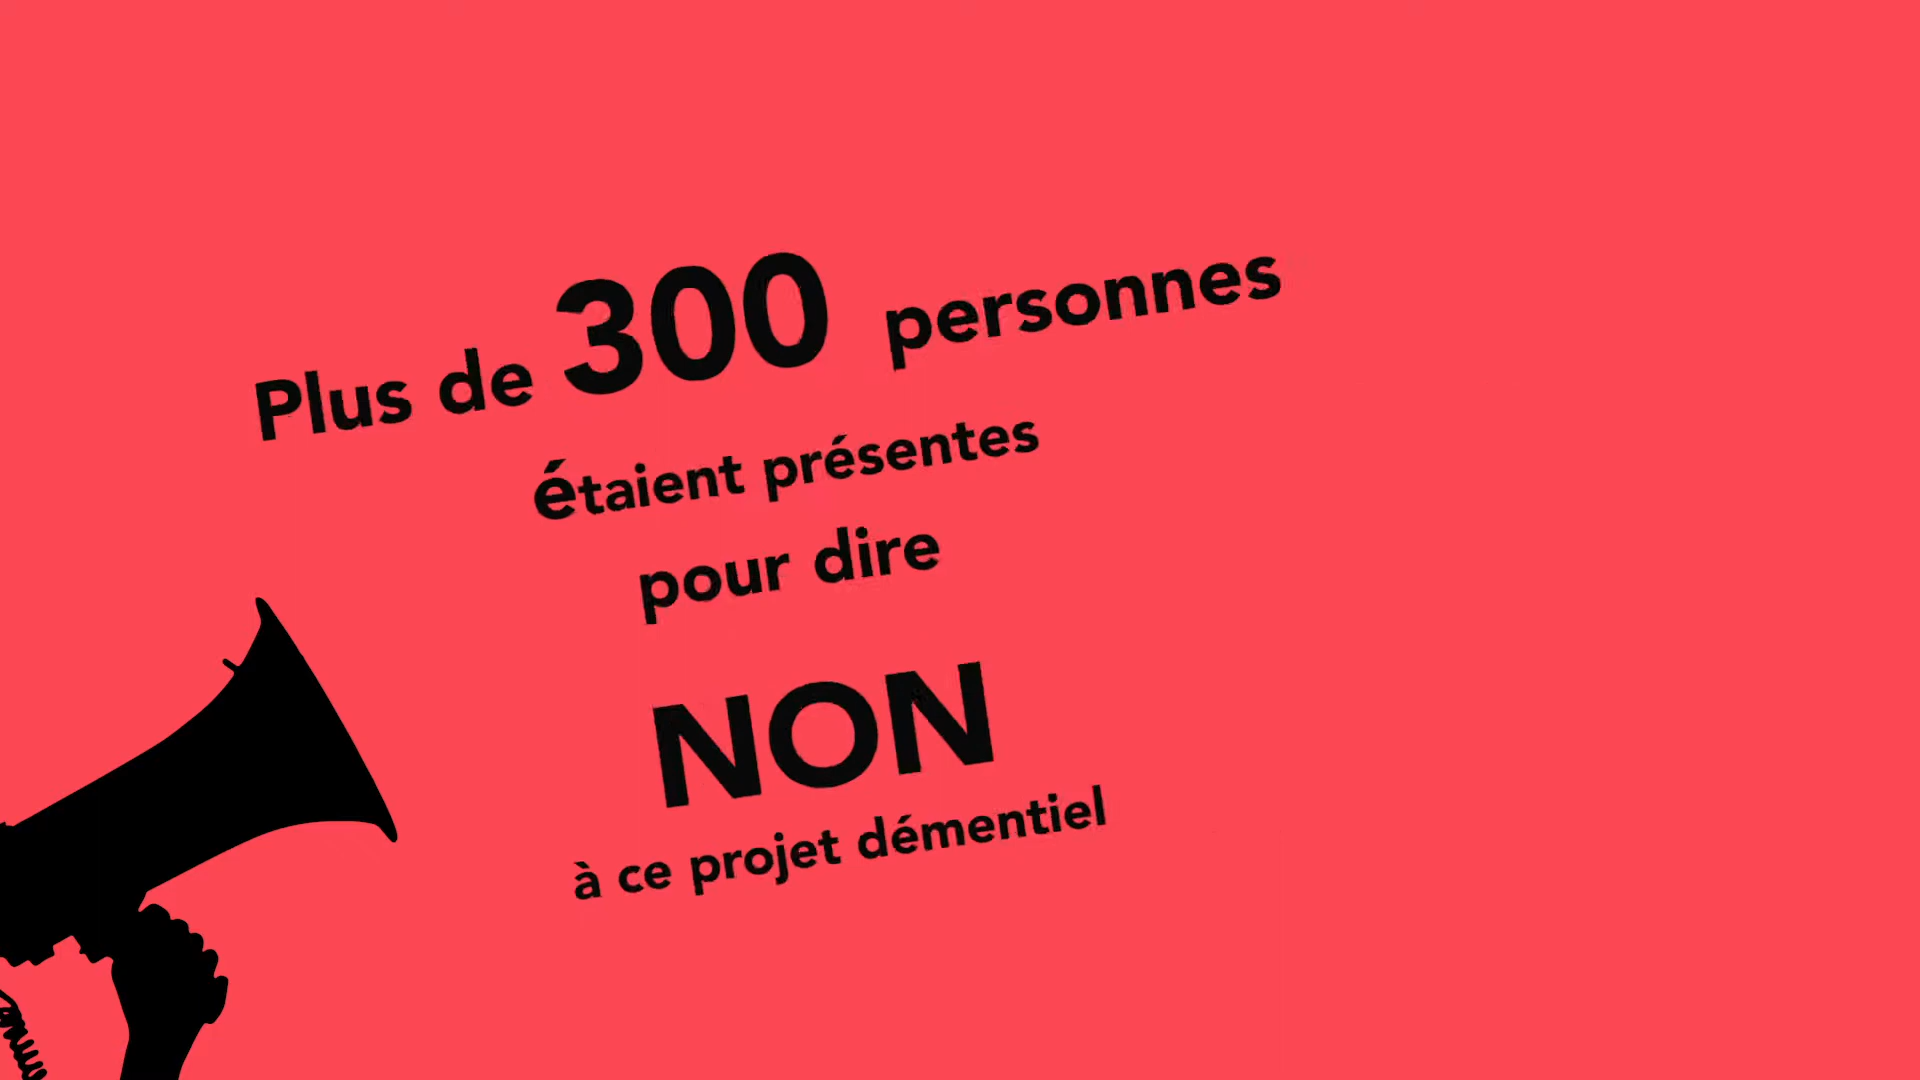 Plus de 300 personnes
étaient présentes
pour dire
NON
à ce projet démentiel